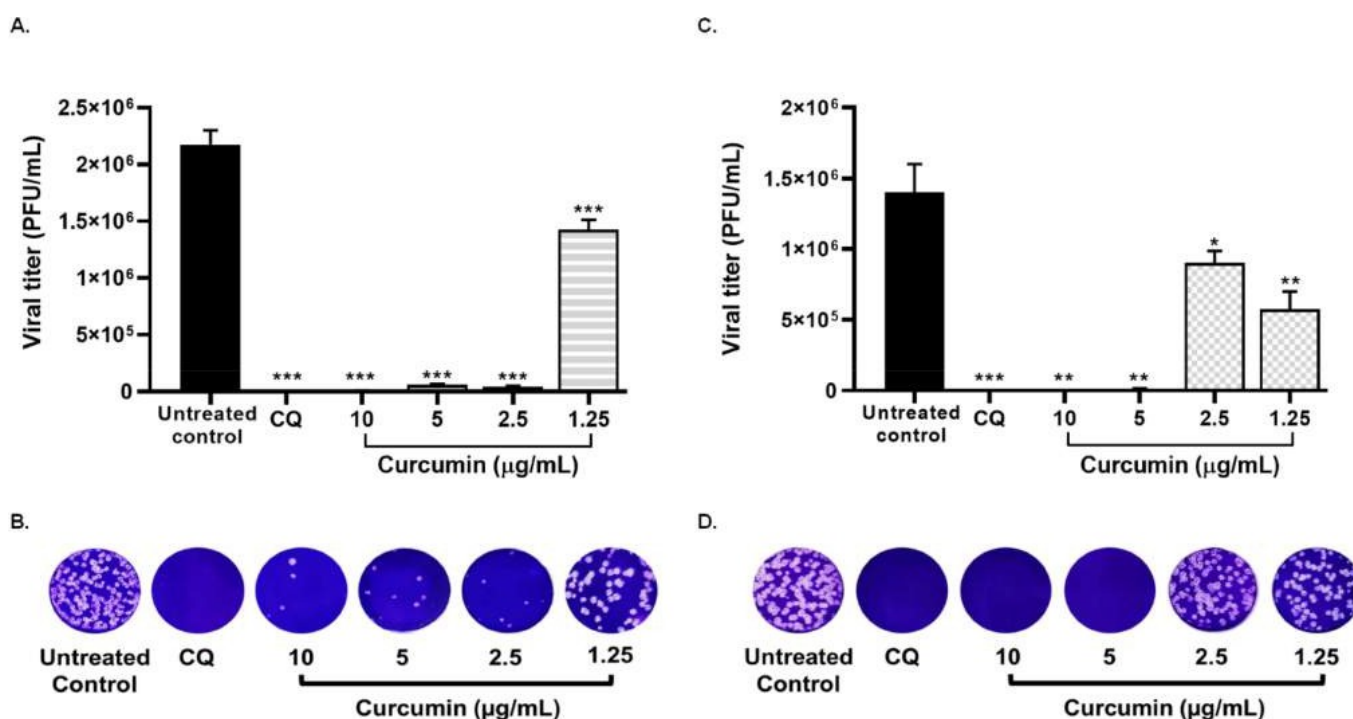 A.
Viral titer (PFU/mL)
2.5×10⁶
2×10⁶
1.5×10⁶
1×10⁶
5×10⁵
0
***
***
***
***
***
Untreated control
CQ
10
5
2.5
1.25
Curcumin (μg/mL)
C.
Viral titer (PFU/mL)
2×10⁶
1.5×10⁶
1×10⁶
5×10⁵
0
***
**
**
*
**
Untreated control
CQ
10
5
2.5
1.25
Curcumin (μg/mL)
B.
Untreated
Control
CQ
10
5
2.5
1.25
Curcumin (μg/mL)
D.
Untreated
Control
CQ
10
5
2.5
1.25
Curcumin (μg/mL)